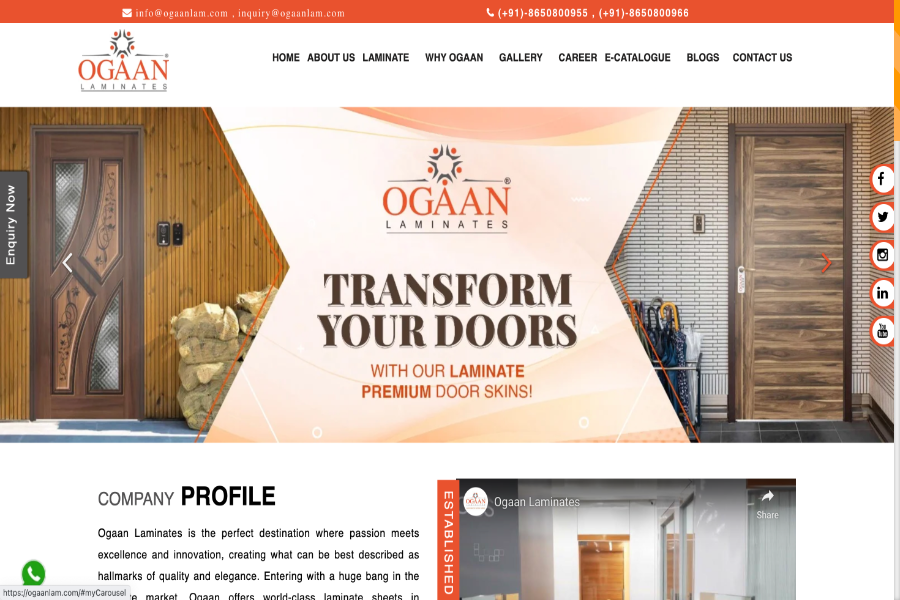 info@ogaanlam.com , inquiry@ogaanlam.com
(+91)-8650800955 , (+91)-8650800966
OGAAN®
LAMINATES
HOME ABOUT US LAMINATE WHY OGAAN GALLERY CAREER E-CATALOGUE BLOGS CONTACT US
Enquiry Now
OGAAN®
LAMINATES
TRANSFORM
YOUR DOORS
WITH OUR LAMINATE
PREMIUM DOOR SKINS!
COMPANY PROFILE
Ogaan Laminates is the perfect destination where passion meets
excellence and innovation, creating what can be best described as
hallmarks of quality and elegance. Entering with a huge bang in the
market, Ogaan offers world-class laminate sheets in
ESTABLISHED
Ogaan Laminates
Share
https://ogaanlam.com/#myCarousel